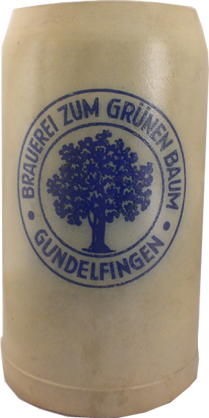 • BRAUEREI ZUM GRÜNEN BAUM •
GUNDELFINGEN